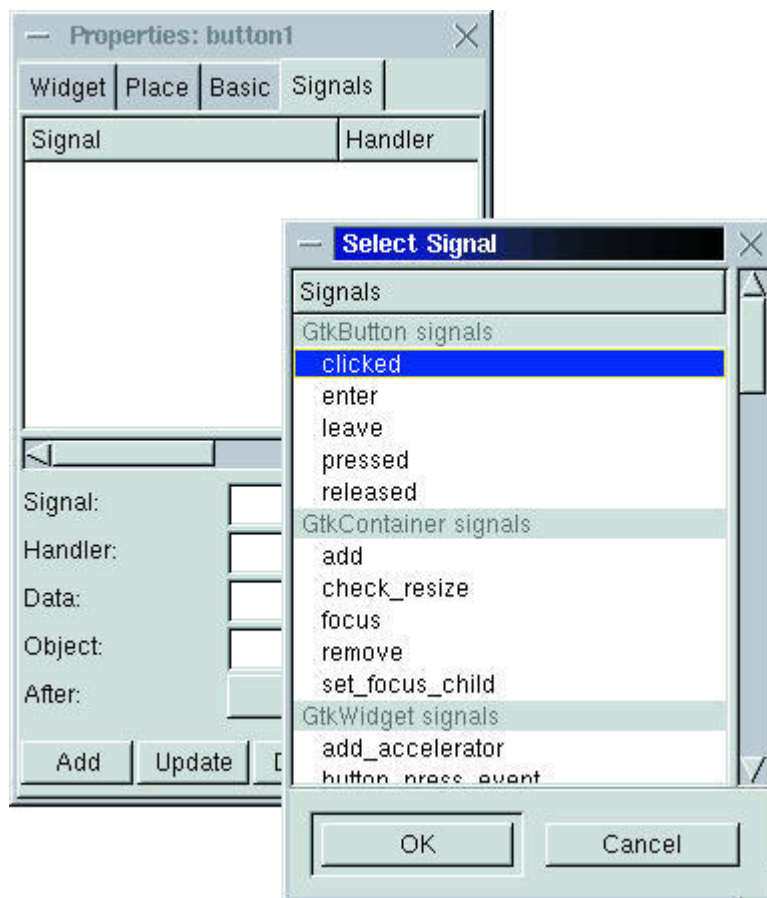 Properties: button1
Widget Place Basic Signals
Signal Handler
Signal:
Handler:
Data:
Object:
After:
Add Update
Select Signal
Signals
GtkButton signals
clicked
enter
leave
pressed
released
GtkContainer signals
add
check_resize
focus
remove
set_focus_child
GtkWidget signals
add_accelerator
button_press_event
OK Cancel